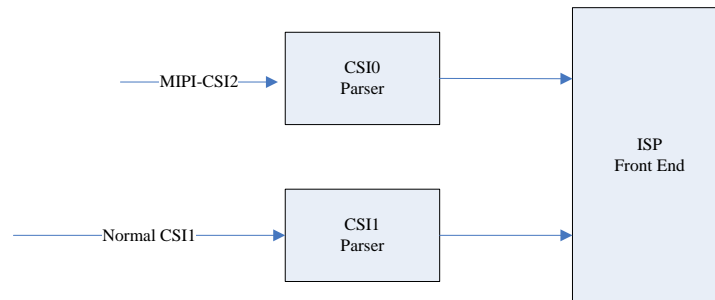 MIPI-CSI2
CSI0
Parser
ISP
Front End
Normal CSI1
CSI1
Parser